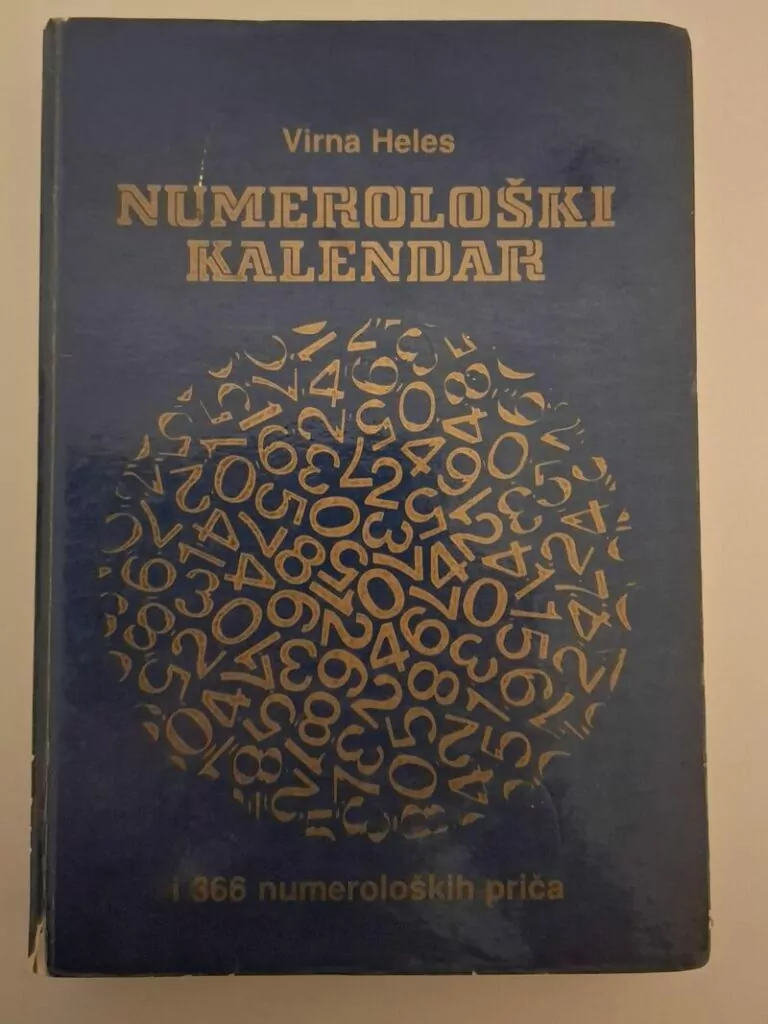 Virna Heles
NUMEROLOŠKI
KALENDAR
i 366 numeroloških priča